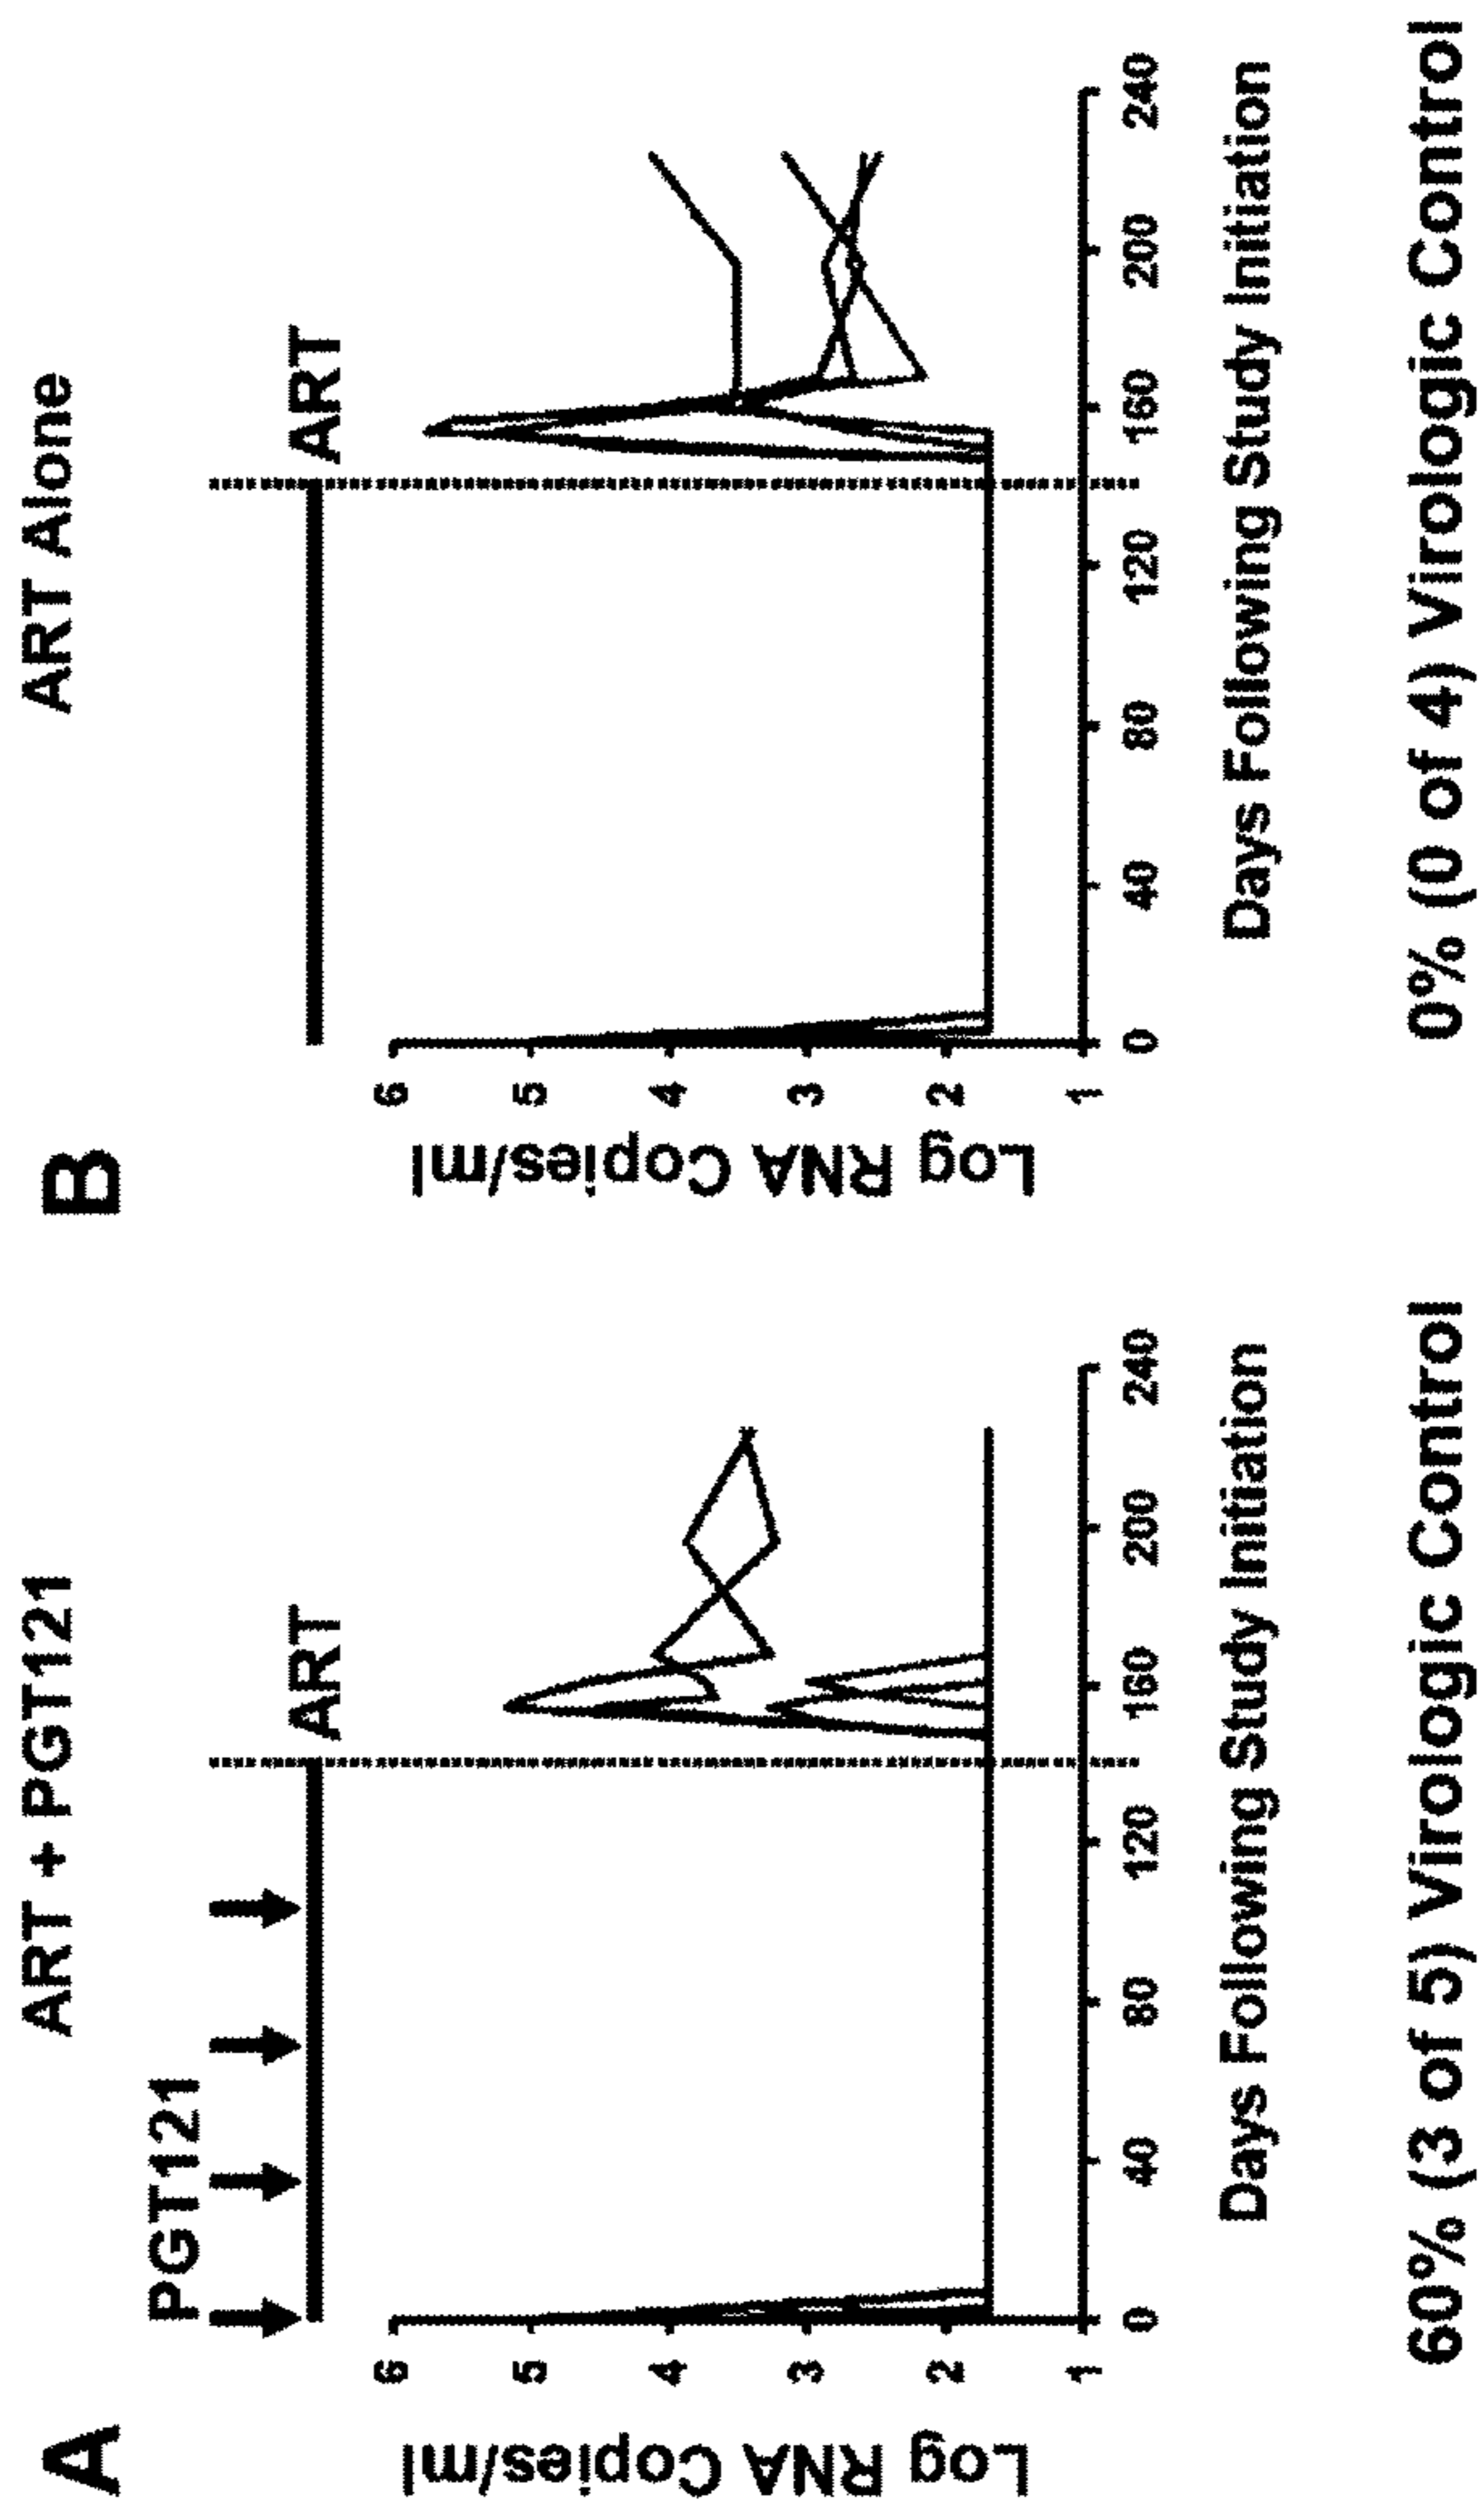 A
ART + PGT121
PGT121
ART
Log RNA Copies/ml
6
5
4
3
2
1
0
40
80
120
160
200
240
Days Following Study Initiation
60% (3 of 5) Virologic Control
B
ART Alone
ART
Log RNA Copies/ml
6
5
4
3
2
1
0
40
80
120
160
200
240
Days Following Study Initiation
0% (0 of 4) Virologic Control